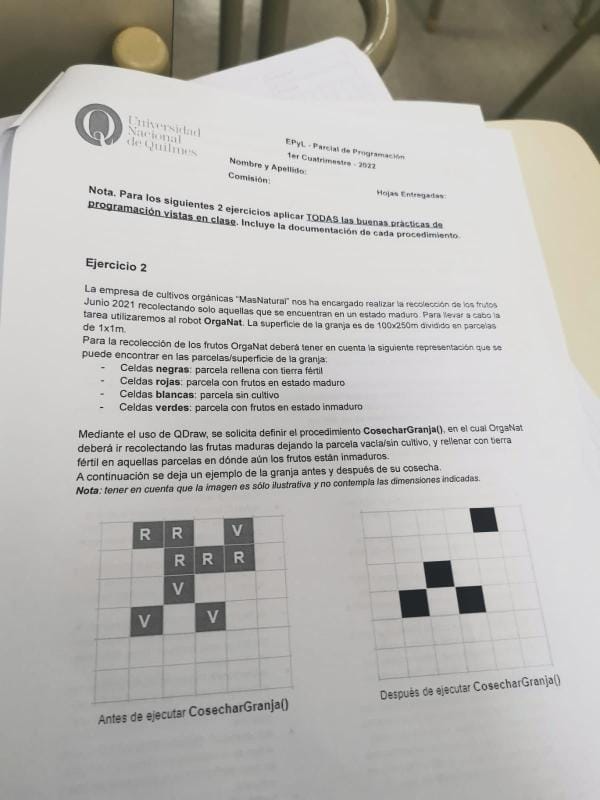 Universidad
Nacional
de Quilmes
EPyL - Parcial de Programación
1er Cuatrimestre - 2022
Nombre y Apellido:
Comisión:
Hojas Entregadas:
Nota. Para los siguientes 2 ejercicios aplicar TODAS las buenas prácticas de
programación vistas en clase. Incluye la documentación de cada procedimiento.
Ejercicio 2
La empresa de cultivos orgánicas "MasNatural" nos ha encargado realizar la recolección de los frutos
Junio 2021 recolectando solo aquellas que se encuentran en un estado maduro. Para llevar a cabo la
tarea utilizaremos al robot OrgaNat. La superficie de la granja es de 100x250m dividido en parcelas
de 1x1m.
Para la recolección de los frutos OrgaNat deberá tener en cuenta la siguiente representación que se
puede encontrar en las parcelas/superficie de la granja:
- Celdas negras: parcela rellena con tierra fértil
- Celdas rojas: parcela con frutos en estado maduro
- Celdas blancas: parcela sin cultivo
- Celdas verdes: parcela con frutos en estado inmaduro
Mediante el uso de QDraw, se solicita definir el procedimiento CosecharGranja(), en el cual OrgaNat
deberá ir recolectando las frutas maduras dejando la parcela vacía/sin cultivo, y rellenar con tierra
fértil en aquellas parcelas en dónde aún los frutos están inmaduros.
A continuación se deja un ejemplo de la granja antes y después de su cosecha.
Nota: tener en cuenta que la imagen es sólo ilustrativa y no contempla las dimensiones indicadas.
R R V
R R R
V
V V
Antes de ejecutar CosecharGranja()
Después de ejecutar CosecharGranja()